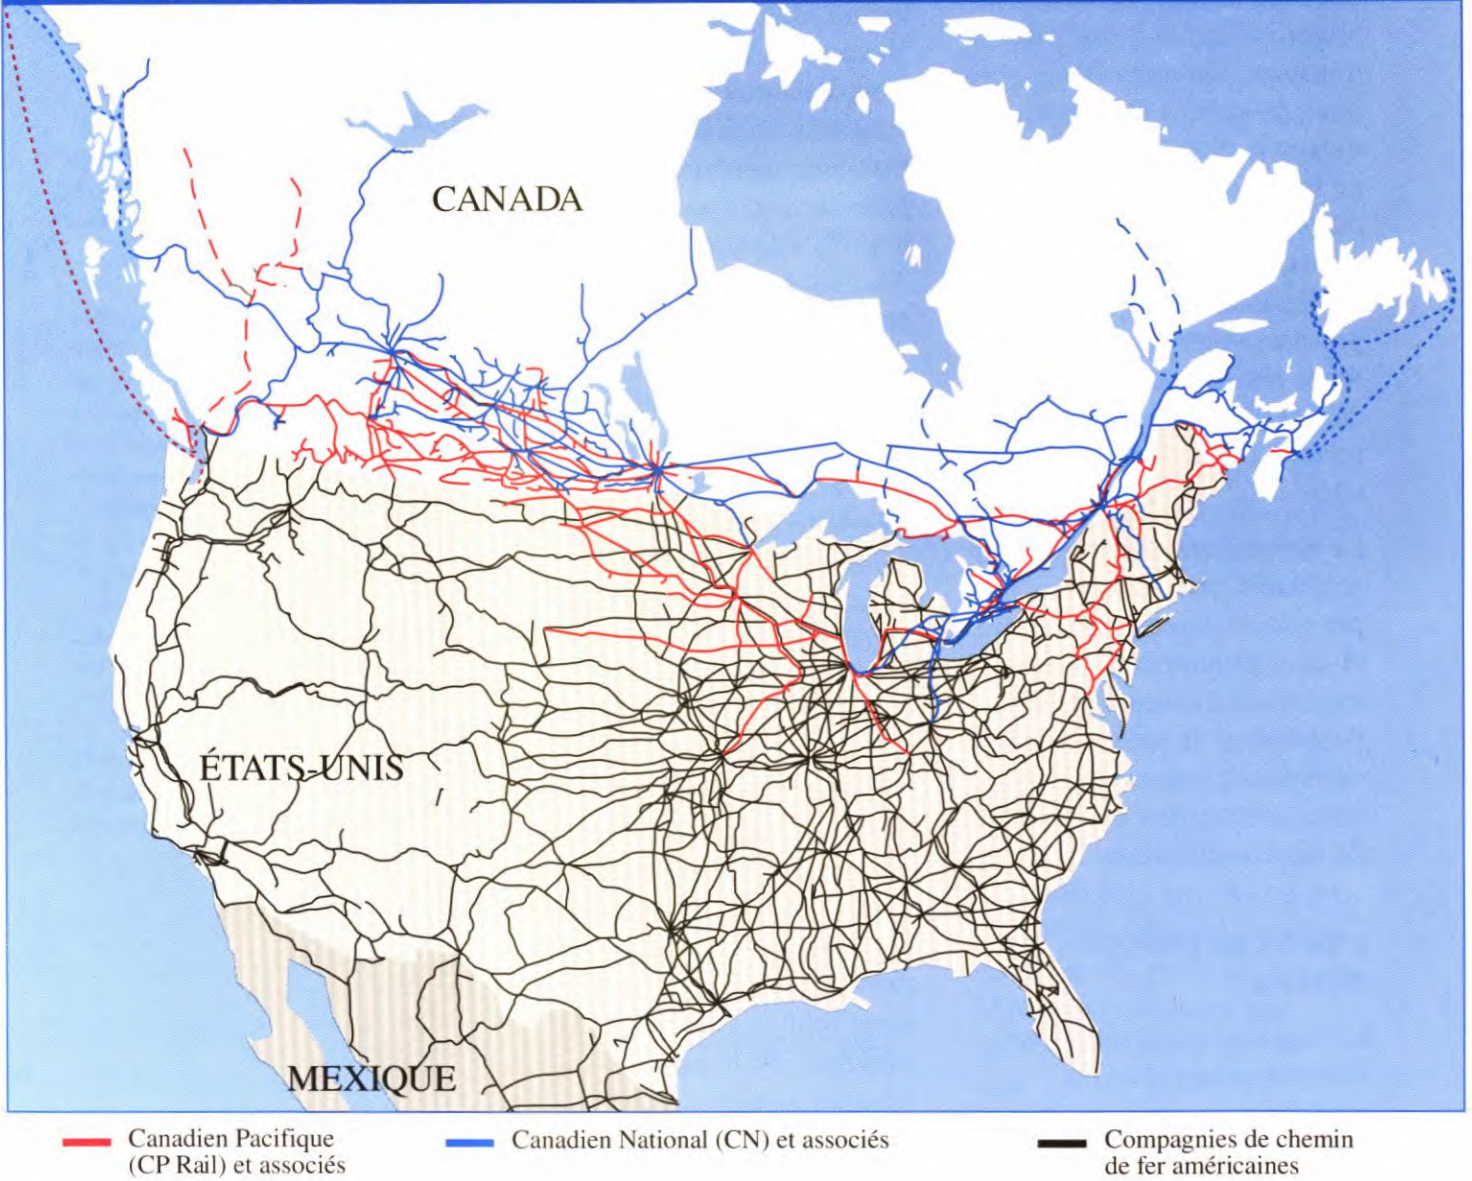 CANADA
ÉTATS-UNIS
MEXIQUE
Canadien Pacifique
(CP Rail) et associés
Canadien National (CN) et associés
Compagnies de chemin
de fer américaines